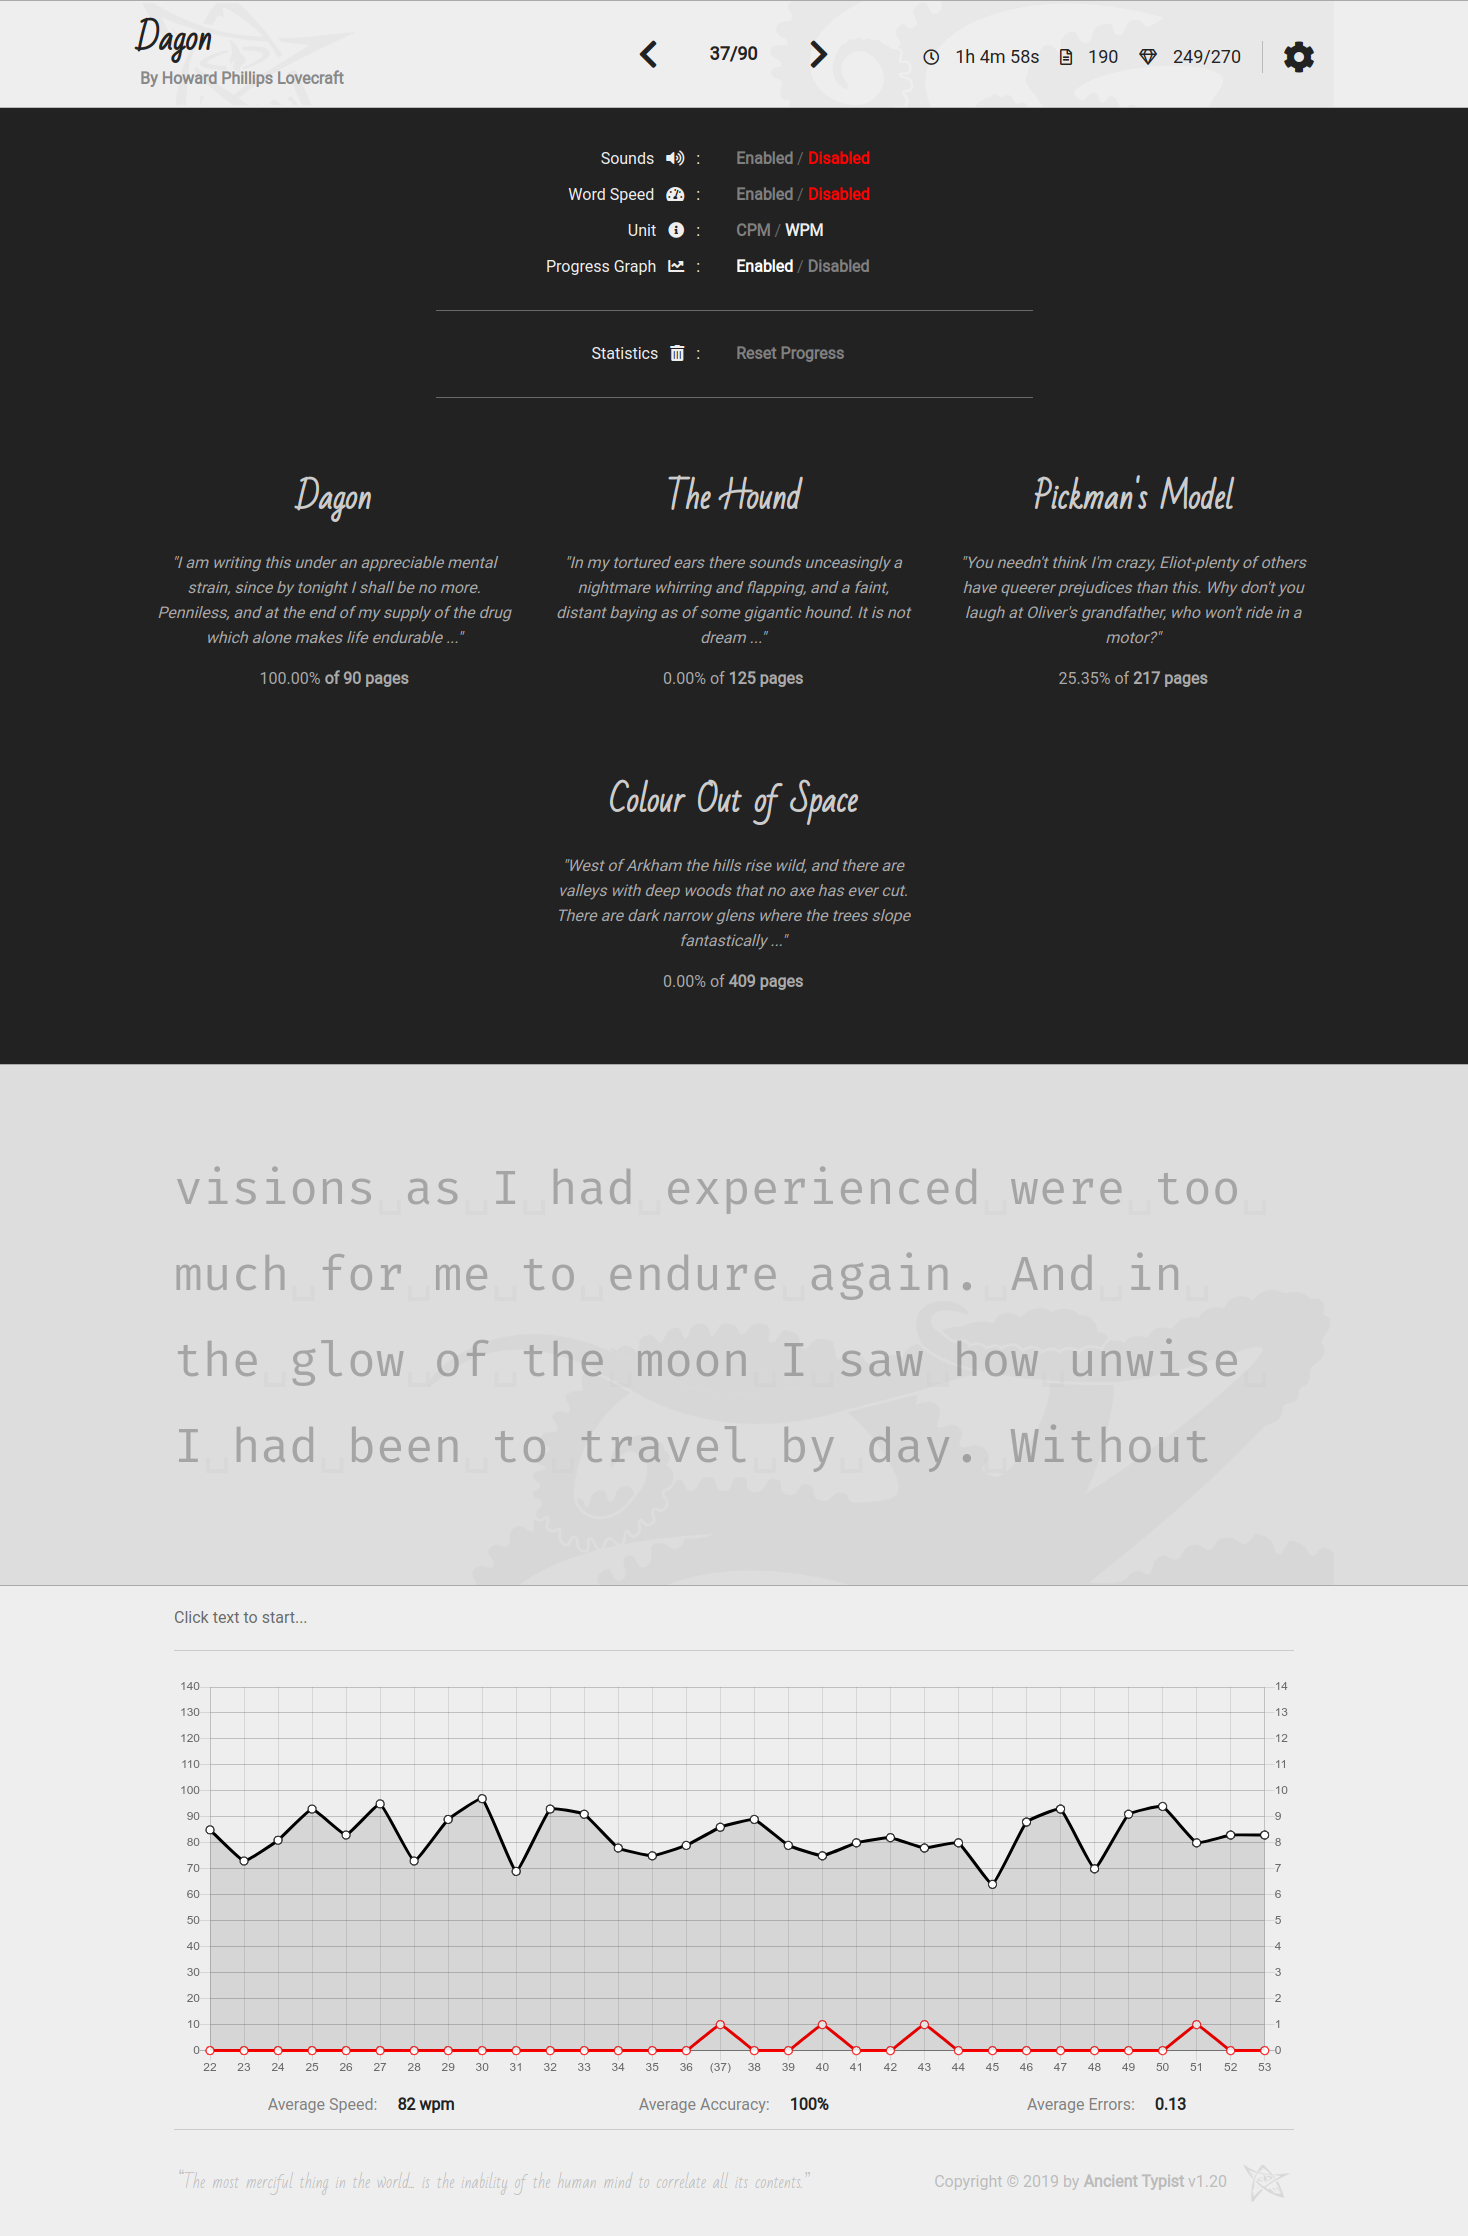 Dagon
By Howard Phillips Lovecraft
37/90
1h 4m 58s 190 249/270
Sounds : Enabled / Disabled
Word Speed : Enabled / Disabled
Unit : CPM / WPM
Progress Graph : Enabled / Disabled
Statistics : Reset Progress
Dagon
"I am writing this under an appreciable mental
strain, since by tonight I shall be no more.
Penniless, and at the end of my supply of the drug
which alone makes life endurable ..."
100.00% of 90 pages
The Hound
"In my tortured ears there sounds unceasingly a
nightmare whirring and flapping, and a faint,
distant baying as of some gigantic hound. It is not
dream ..."
0.00% of 125 pages
Pickman's Model
"You needn't think I'm crazy, Eliot-plenty of others
have queerer prejudices than this. Why don't you
laugh at Oliver's grandfather, who won't ride in a
motor?"
25.35% of 217 pages
Colour Out of Space
"West of Arkham the hills rise wild, and there are
valleys with deep woods that no axe has ever cut.
There are dark narrow glens where the trees slope
fantastically ..."
0.00% of 409 pages
visions␣as␣I␣had␣experienced␣were␣too␣
much␣for␣me␣to␣endure␣again.␣And␣in␣
the␣glow␣of␣the␣moon␣I␣saw␣how␣unwise␣
I␣had␣been␣to␣travel␣by␣day.␣Without
Click text to start...
140 14
130 13
120 12
110 11
100 10
90 9
80 8
70 7
60 6
50 5
40 4
30 3
20 2
10 1
0 0
22 23 24 25 26 27 28 29 30 31 32 33 34 35 36 (37) 38 39 40 41 42 43 44 45 46 47 48 49 50 51 52 53
Average Speed: 82 wpm Average Accuracy: 100% Average Errors: 0.13
"The most merciful thing in the world... is the inability of the human mind to correlate all its contents."
Copyright © 2019 by Ancient Typist v1.20